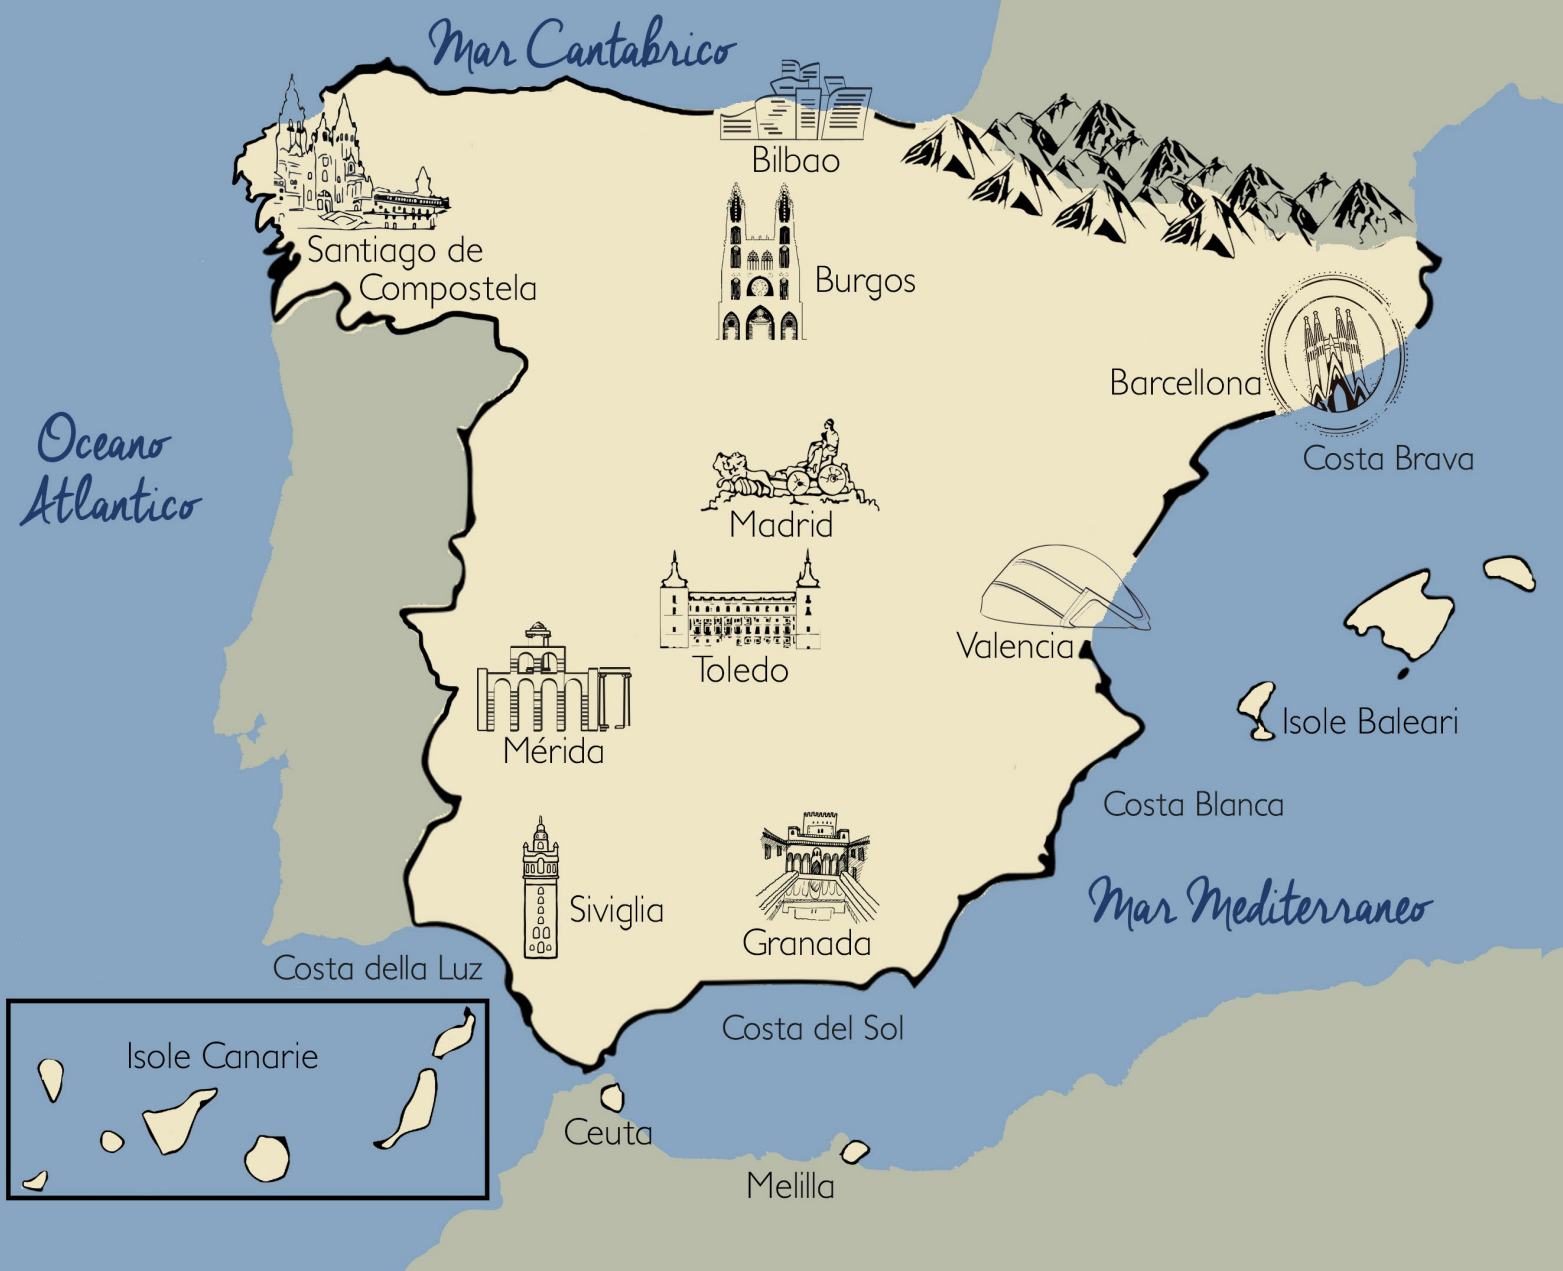 Mar Cantabrico
Bilbao
Santiago de
Compostela
Burgos
Barcellona
Oceano
Atlantico
Costa Brava
Madrid
Valencia
Toledo
Isole Baleari
Mérida
Costa Blanca
Mar Mediterraneo
Siviglia
Granada
Costa della Luz
Costa del Sol
Isole Canarie
Ceuta
Melilla